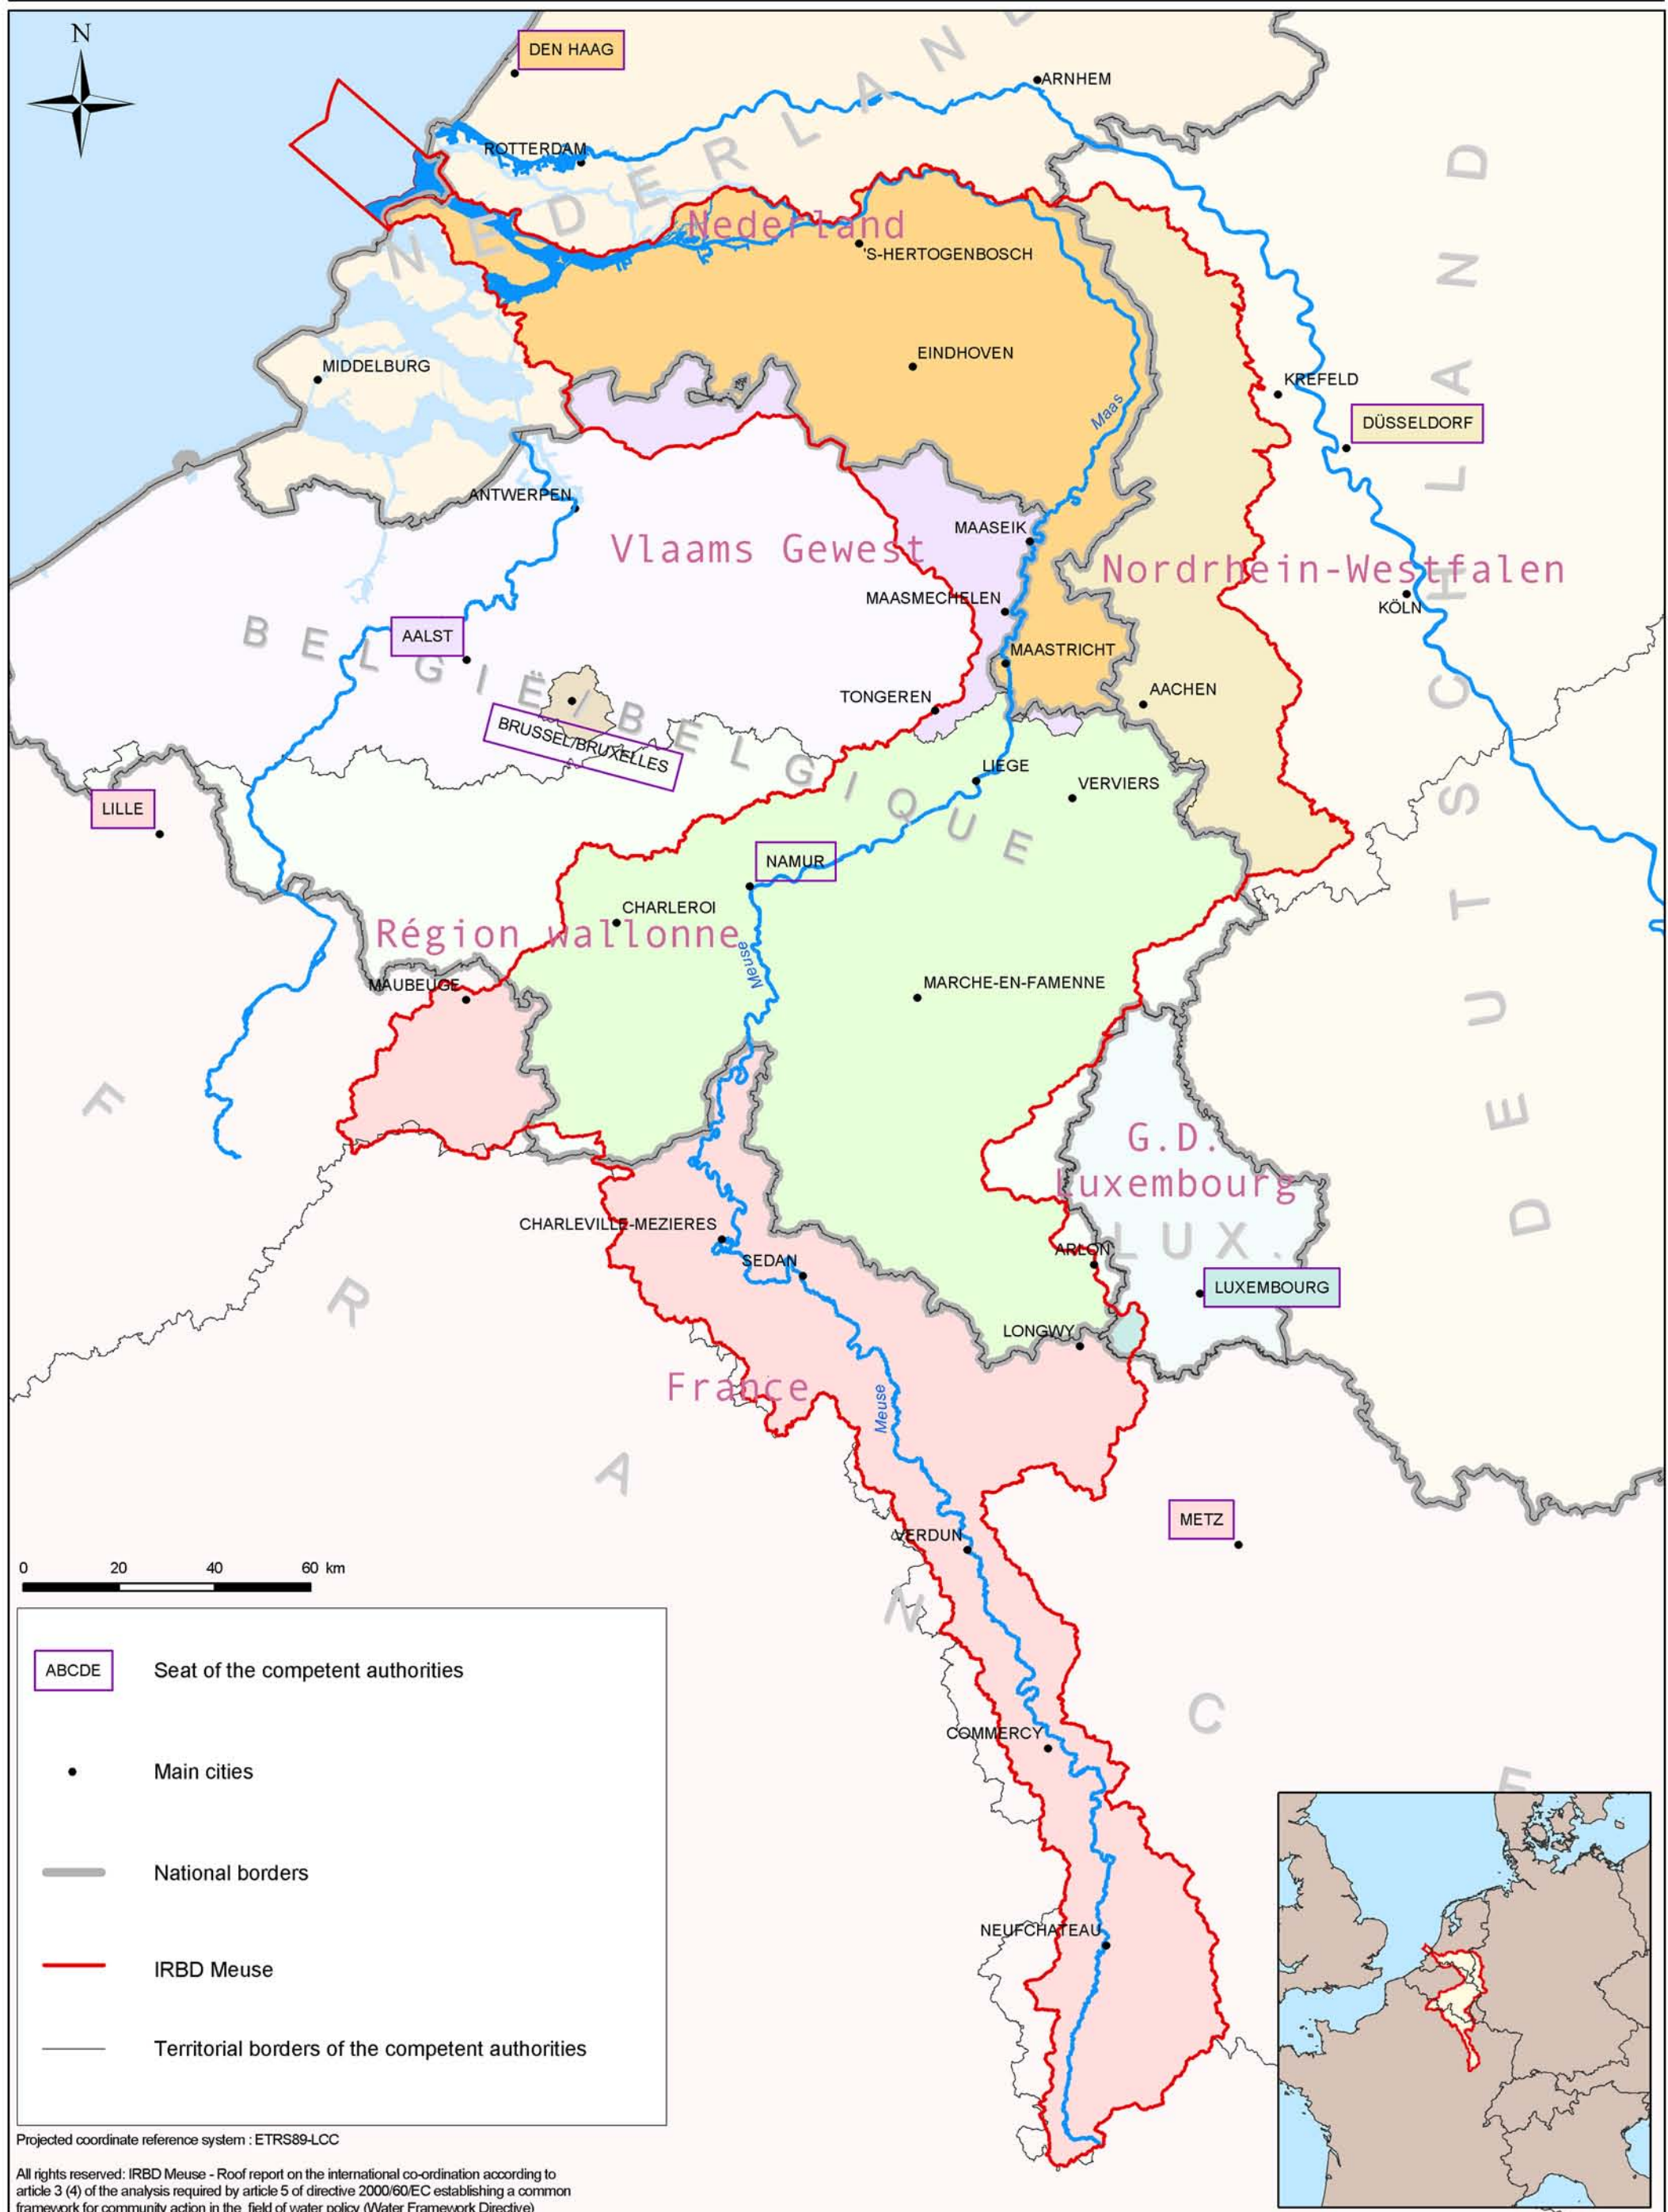 N
DEN HAAG
ARNHEM
ROTTERDAM
NEDERLAND
Nederland
'S-HERTOGENBOSCH
MIDDELBURG
EINDHOVEN
KREFELD
Maas
DÜSSELDORF
ANTWERPEN
MAASEIK
Vlaams Gewest
Nordrhein-Westfalen
MAASMECHELEN
KÖLN
AALST
BELGIË/BELGIQUE
MAASTRICHT
AACHEN
TONGEREN
BRUSSEL/BRUXELLES
DEUTSCHLAND
LIEGE
VERVIERS
LILLE
NAMUR
CHARLEROI
Région wallonne
Meuse
MAUBEUGE
MARCHE-EN-FAMENNE
G.D.
Luxembourg
LUX.
CHARLEVILLE-MEZIERES
SEDAN
ARLON
LUXEMBOURG
LONGWY
France
Meuse
FRANCE
METZ
VERDUN
COMMERCY
NEUFCHATEAU
0 20 40 60 km
ABCDE Seat of the competent authorities
Main cities
National borders
IRBD Meuse
Territorial borders of the competent authorities
Projected coordinate reference system : ETRS89-LCC
All rights reserved: IRBD Meuse - Roof report on the international co-ordination according to
article 3 (4) of the analysis required by article 5 of directive 2000/60/EC establishing a common
framework for community action in the field of water policy (Water Framework Directive)